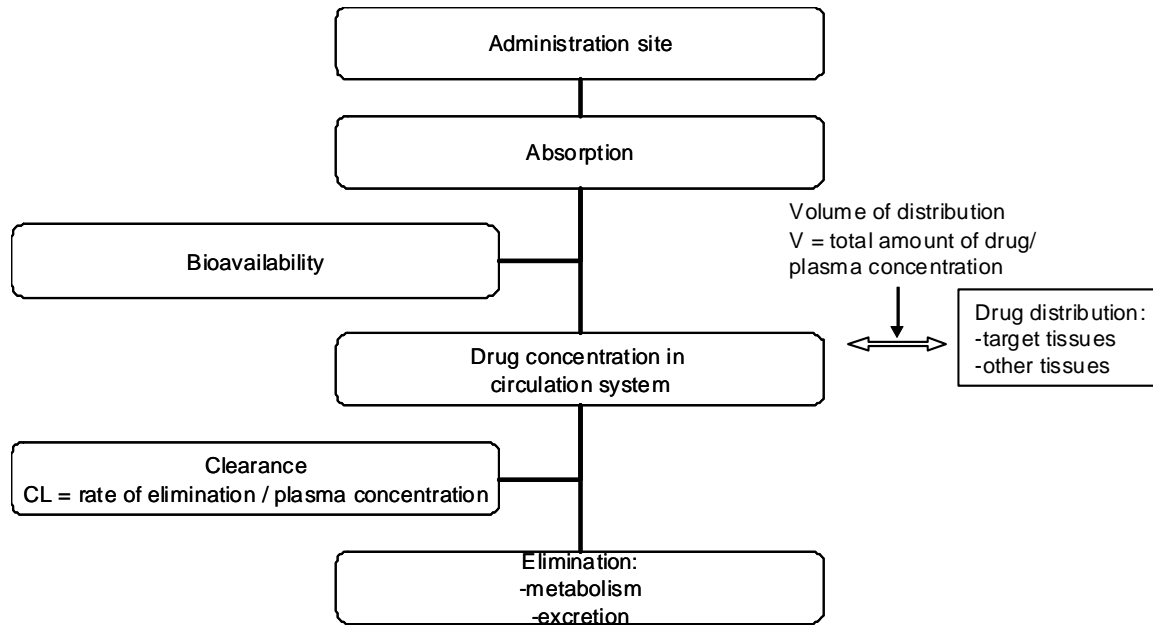 Administration site
Absorption
Volume of distribution
V = total amount of drug/
plasma concentration
Bioavailability
Drug distribution:
-target tissues
-other tissues
Drug concentration in
circulation system
Clearance
CL = rate of elimination / plasma concentration
Elimination:
-metabolism
-excretion